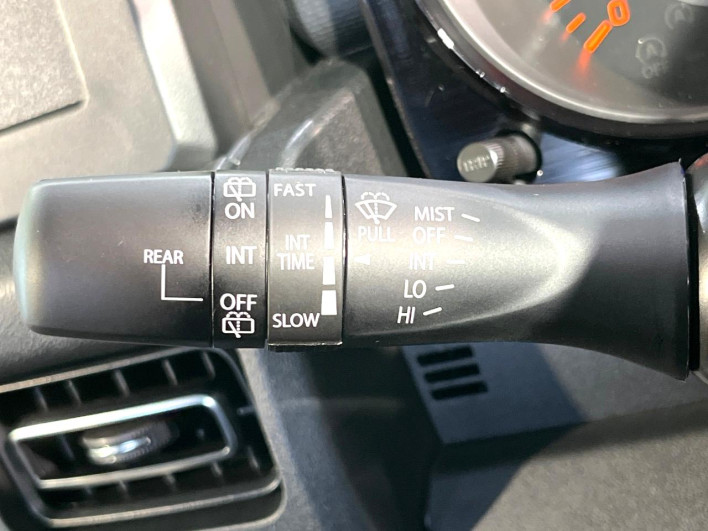 REAR
ON
INT
OFF
FAST
INT
TIME
SLOW
PULL
MIST
OFF
INT
LO
HI